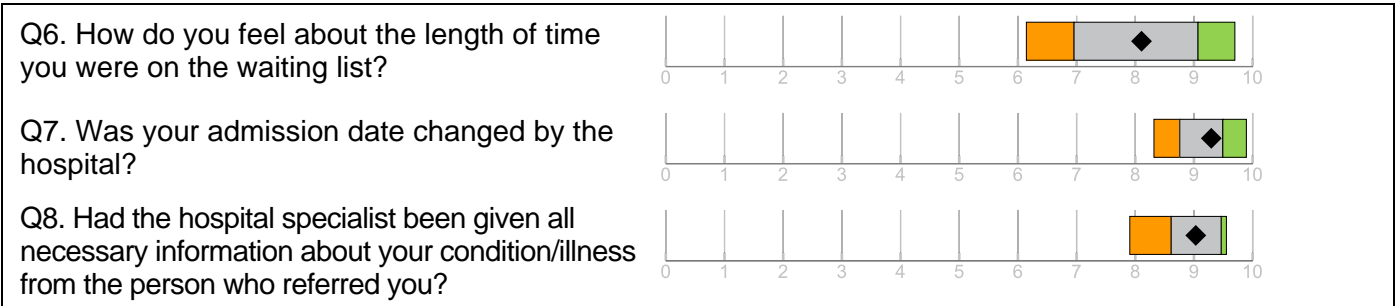 Q6. How do you feel about the length of time
you were on the waiting list?
0 1 2 3 4 5 6 7 8 9 10
Q7. Was your admission date changed by the
hospital?
0 1 2 3 4 5 6 7 8 9 10
Q8. Had the hospital specialist been given all
necessary information about your condition/illness
from the person who referred you?
0 1 2 3 4 5 6 7 8 9 10